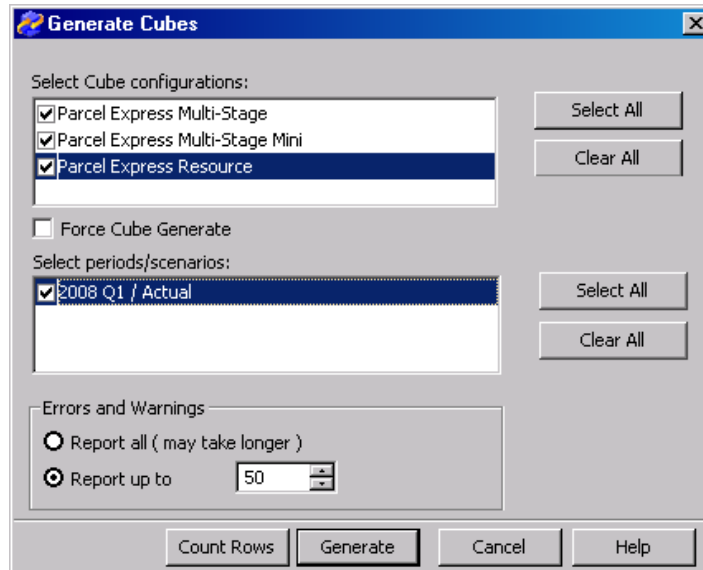 Generate Cubes
Select Cube configurations:
Parcel Express Multi-Stage
Parcel Express Multi-Stage Mini
Parcel Express Resource
Select All
Clear All
Force Cube Generate
Select periods/scenarios:
2008 Q1 / Actual
Select All
Clear All
Errors and Warnings
Report all ( may take longer )
Report up to 50
Count Rows Generate Cancel Help